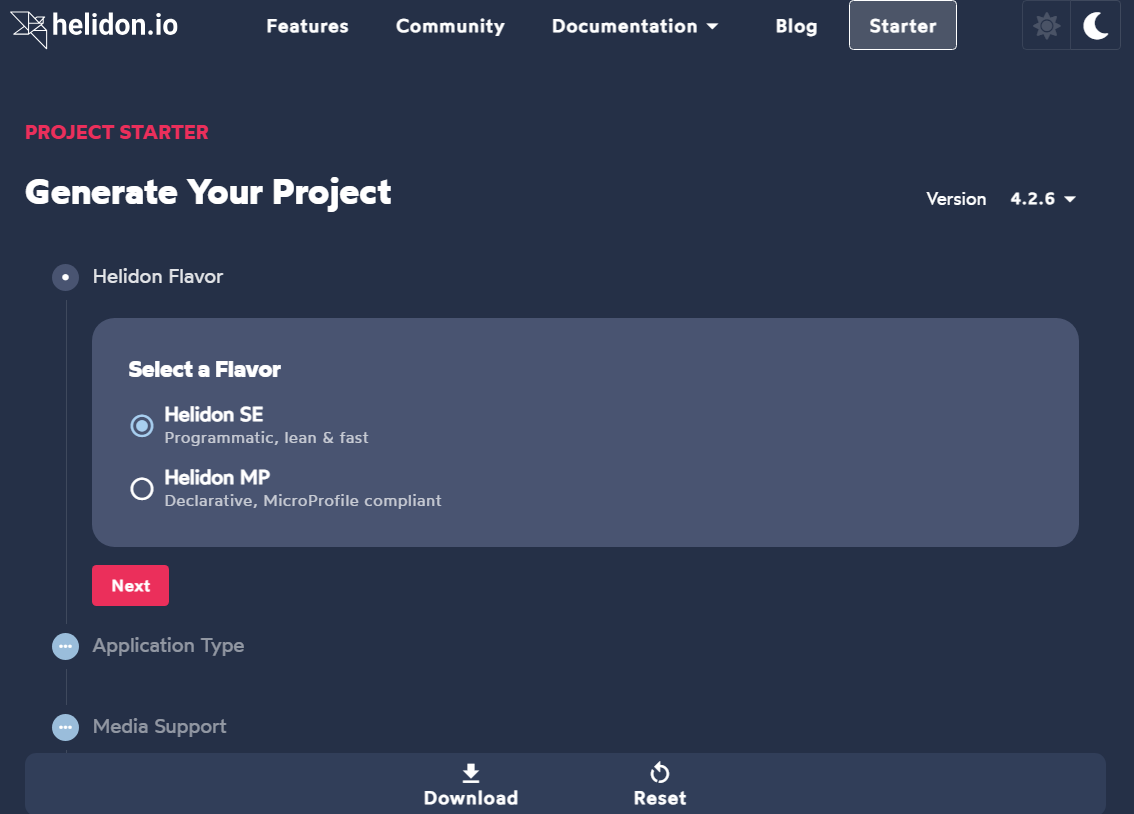 helidon.io Features Community Documentation Blog Starter
PROJECT STARTER
Generate Your Project
Version 4.2.6
Helidon Flavor
Select a Flavor
Helidon SE
Programmatic, lean & fast
Helidon MP
Declarative, MicroProfile compliant
Next
Application Type
Media Support
Download Reset